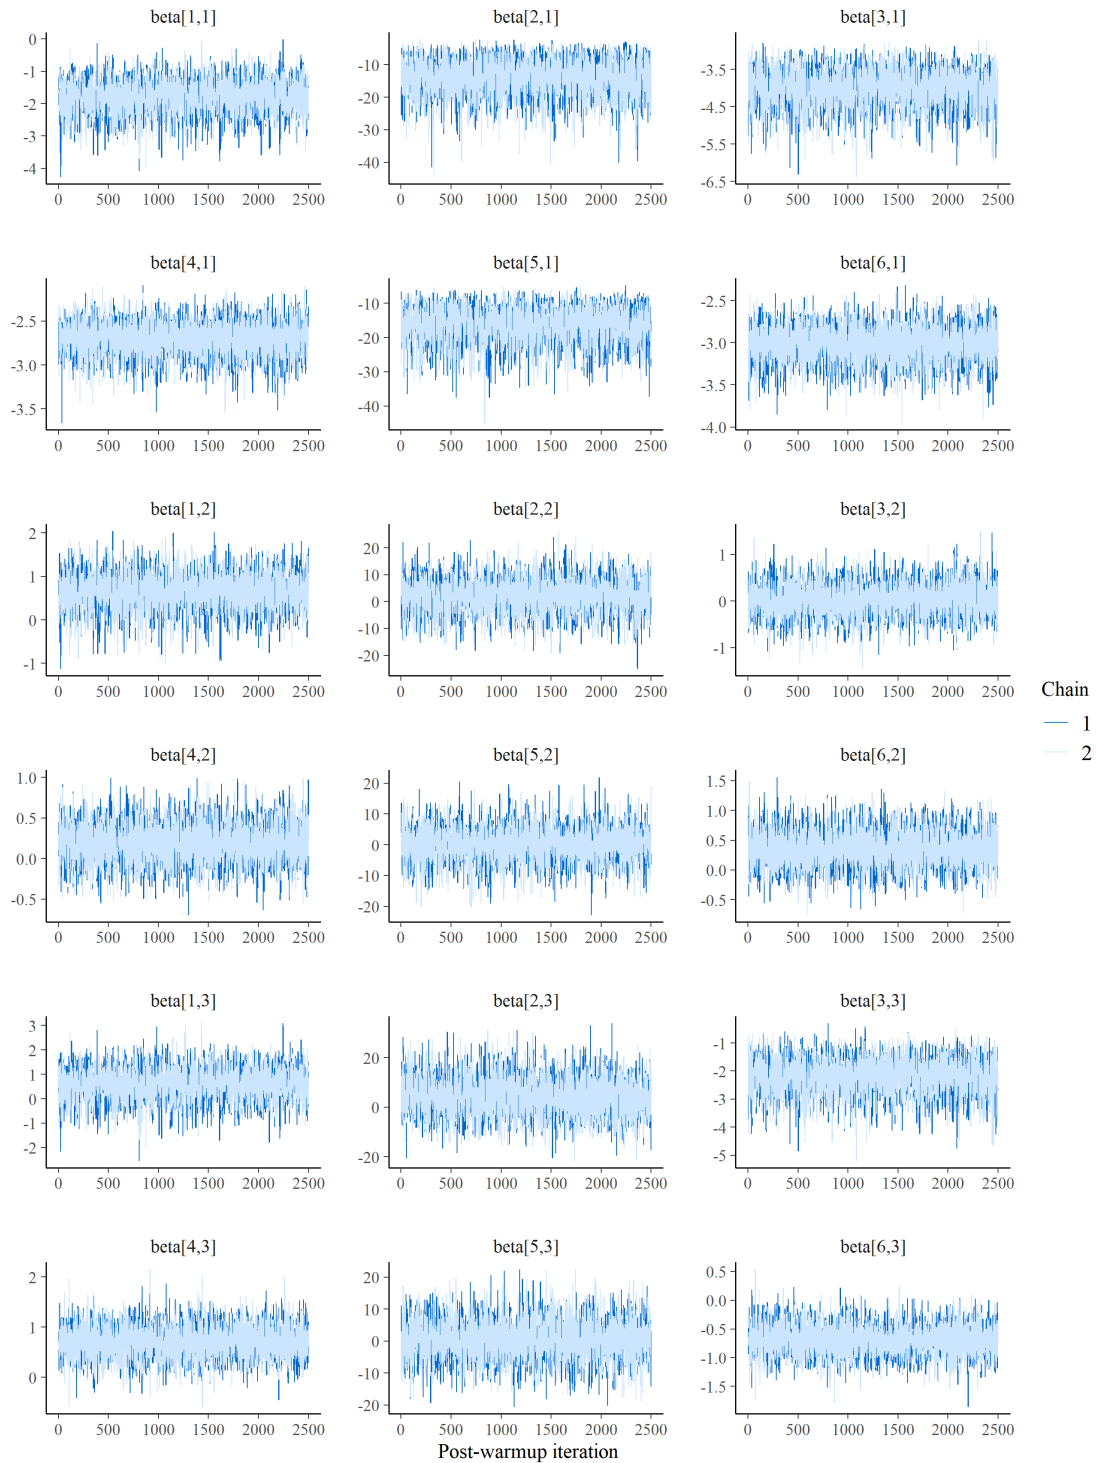 beta[1,1] beta[2,1] beta[3,1]
0 -1 -2 -3 -4
-10 -20 -30 -40
-3.5 -4.5 -5.5 -6.5
0 500 1000 1500 2000 2500 0 500 1000 1500 2000 2500 0 500 1000 1500 2000 2500
beta[4,1] beta[5,1] beta[6,1]
-2.5 -3.0 -3.5
-10 -20 -30 -40
-2.5 -3.0 -3.5 -4.0
0 500 1000 1500 2000 2500 0 500 1000 1500 2000 2500 0 500 1000 1500 2000 2500
beta[1,2] beta[2,2] beta[3,2]
2 1 0 -1
20 10 0 -10 -20
1 0 -1
0 500 1000 1500 2000 2500 0 500 1000 1500 2000 2500 0 500 1000 1500 2000 2500
Chain
1
2
beta[4,2] beta[5,2] beta[6,2]
1.0 0.5 0.0 -0.5
20 10 0 -10 -20
1.5 1.0 0.5 0.0 -0.5
0 500 1000 1500 2000 2500 0 500 1000 1500 2000 2500 0 500 1000 1500 2000 2500
beta[1,3] beta[2,3] beta[3,3]
3 2 1 0 -1 -2
20 0 -20
-1 -2 -3 -4 -5
0 500 1000 1500 2000 2500 0 500 1000 1500 2000 2500 0 500 1000 1500 2000 2500
beta[4,3] beta[5,3] beta[6,3]
2 1 0
20 10 0 -10 -20
0.5 0.0 -0.5 -1.0 -1.5
0 500 1000 1500 2000 2500 0 500 1000 1500 2000 2500 0 500 1000 1500 2000 2500
Post-warmup iteration